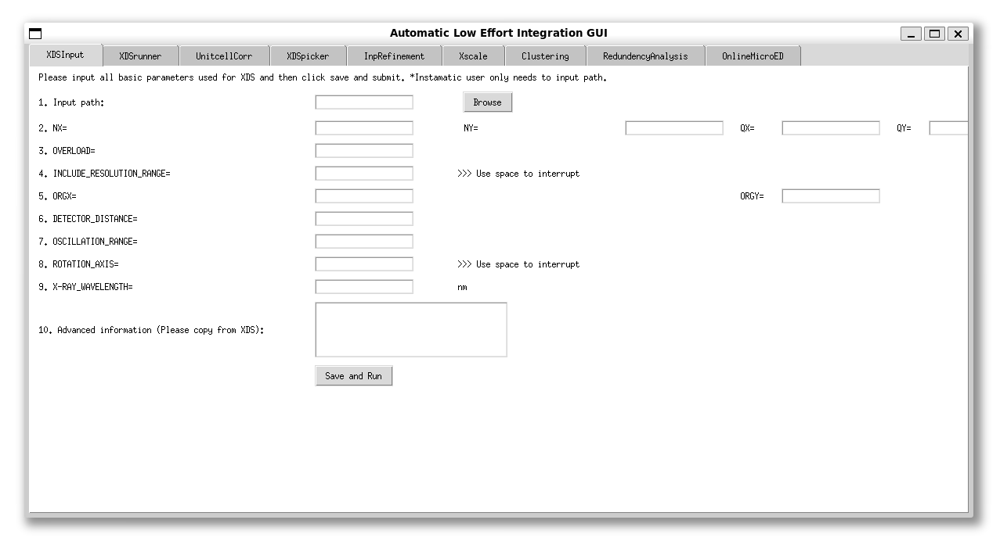 Automatic Low Effort Integration GUI
XDSInput XDSrunner UnitcellCorr XDSpicker InpRefinement Xscale Clustering RedundencyAnalysis OnlineMicroED
Please input all basic parameters used for XDS and then click save and submit. *Instamatic user only needs to input path.
1. Input path: Browse
2. NX= NY= QX= QY=
3. OVERLOAD=
4. INCLUDE_RESOLUTION_RANGE= >>> Use space to interrupt
5. ORGX= ORGY=
6. DETECTOR_DISTANCE=
7. OSCILLATION_RANGE=
8. ROTATION_AXIS= >>> Use space to interrupt
9. X-RAY_WAVELENGTH= nm
10. Advanced information (Please copy from XDS):
Save and Run